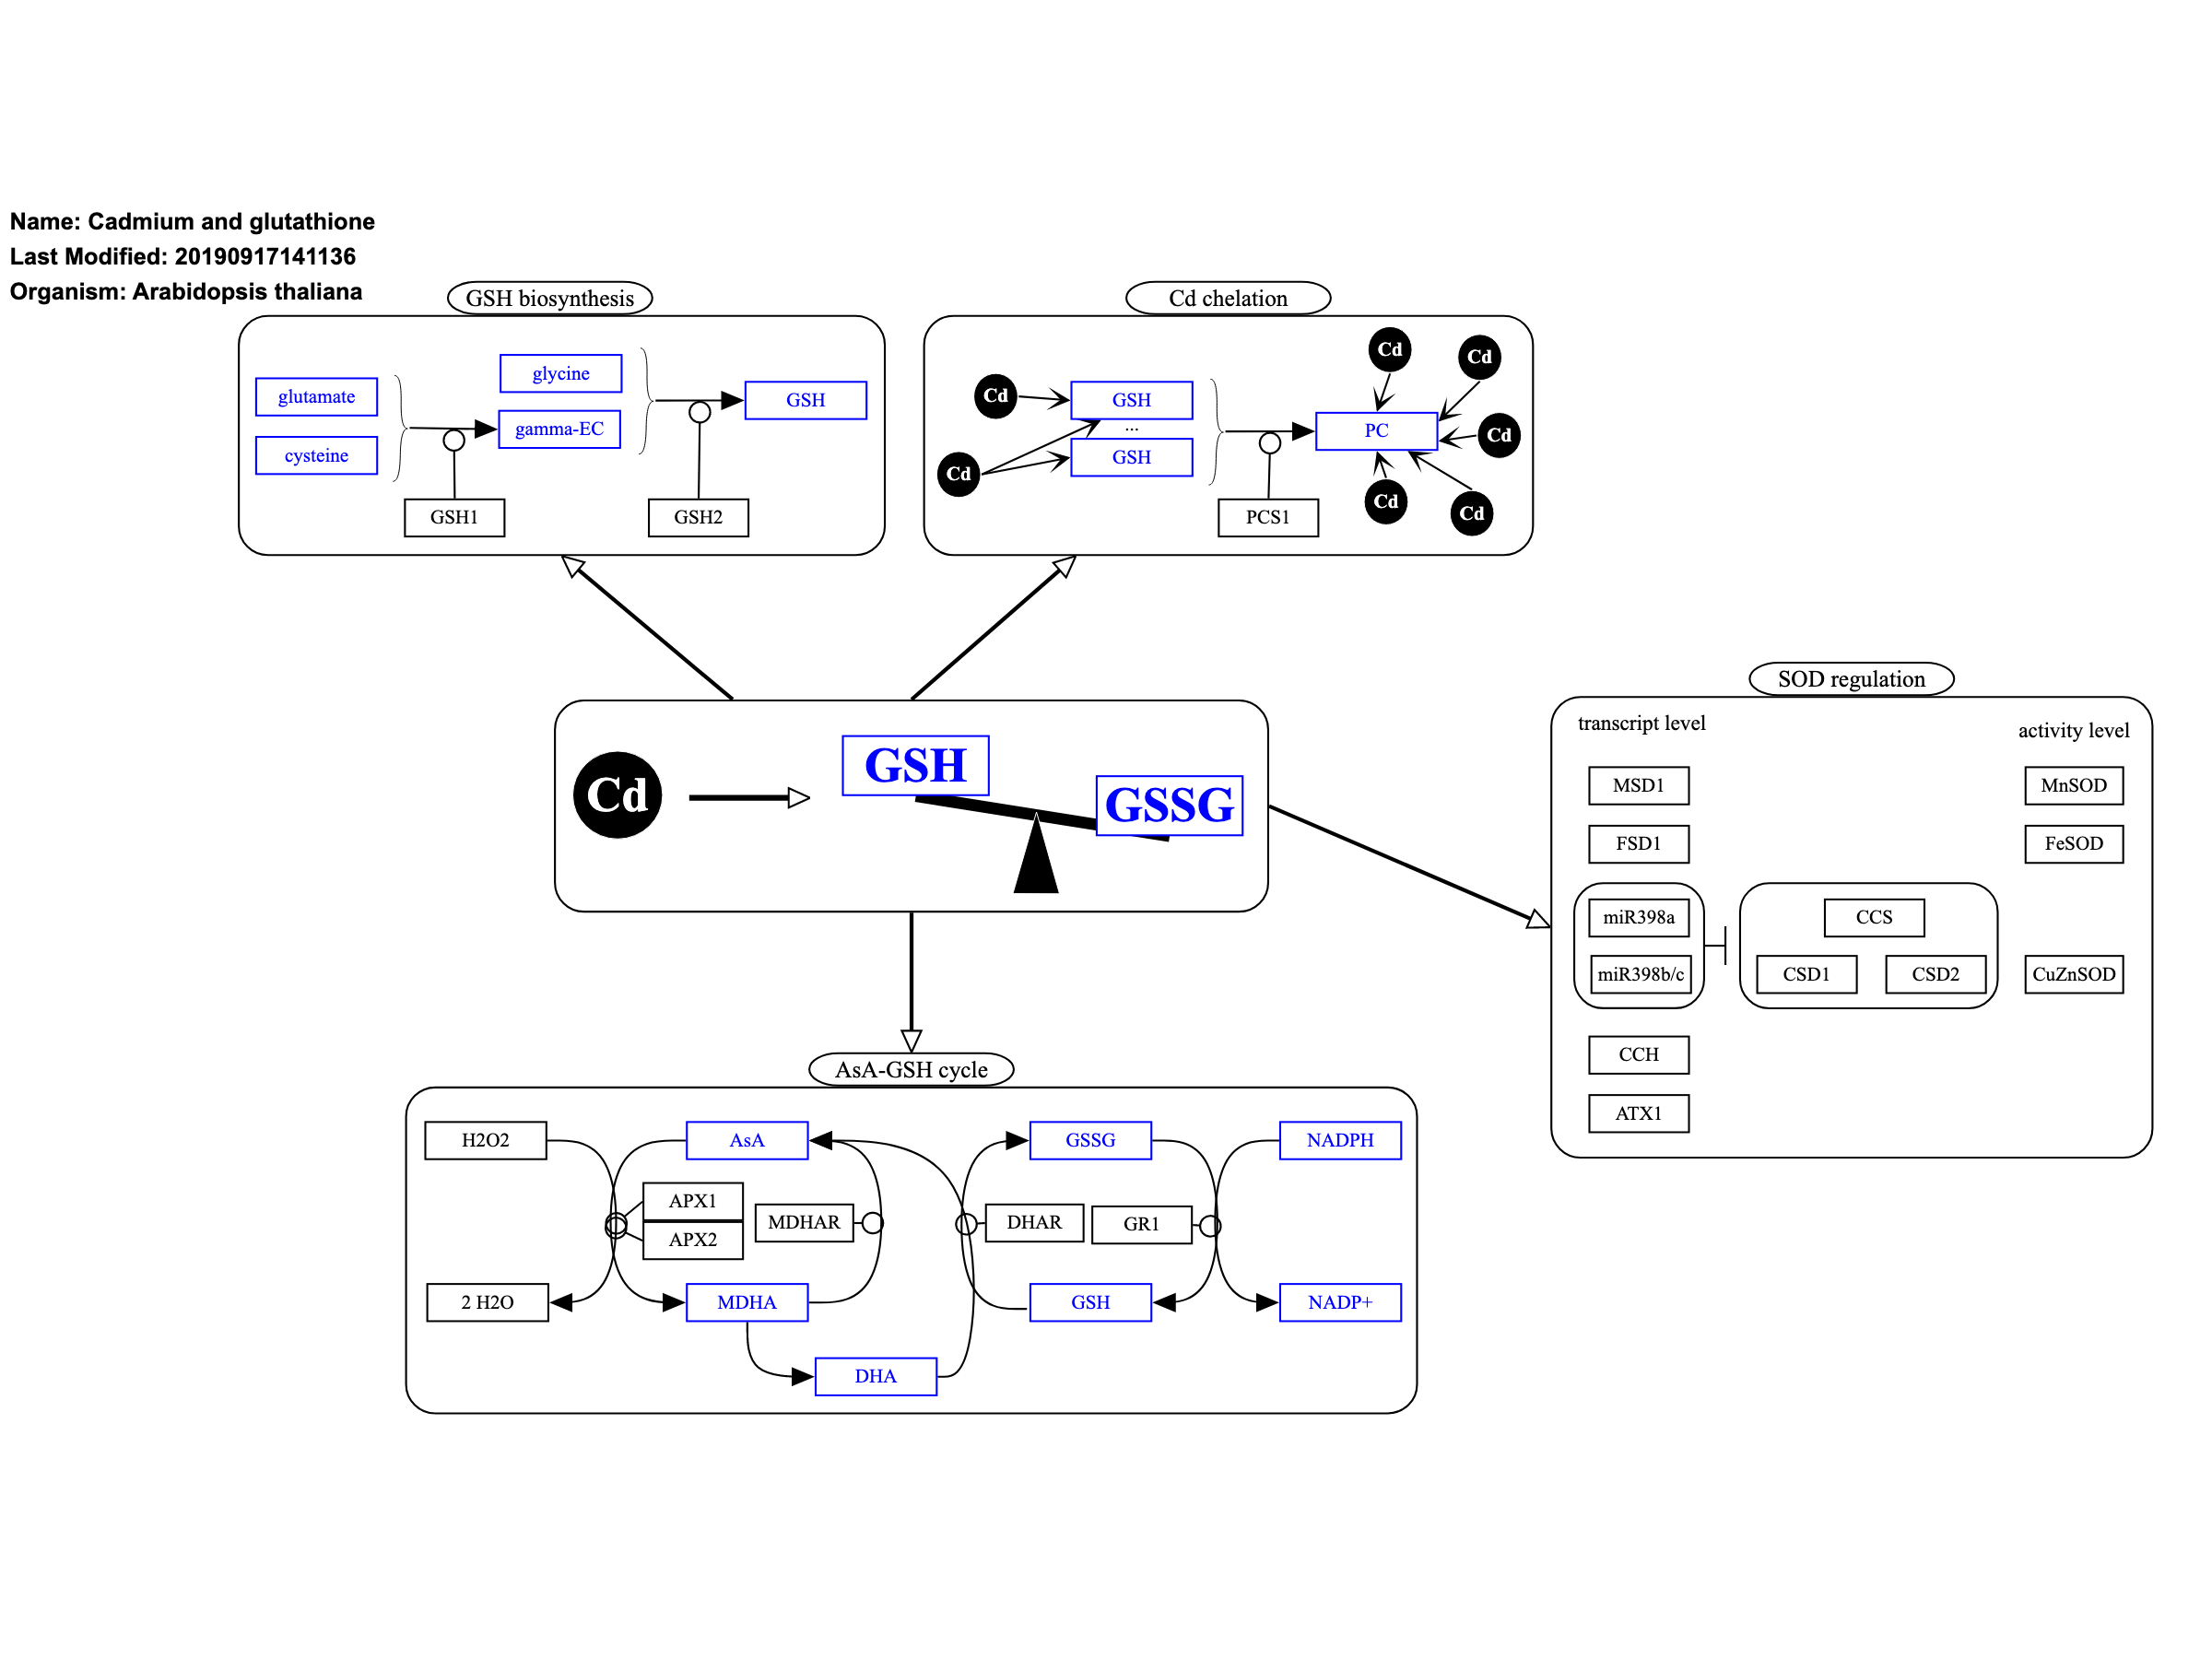 Name: Cadmium and glutathione
Last Modified: 20190917141136
Organism: Arabidopsis thaliana
GSH biosynthesis
glutamate
cysteine
glycine
gamma-EC
GSH
GSH1
GSH2
Cd chelation
Cd
Cd
GSH
...
GSH
PCS1
PC
Cd
Cd
Cd
Cd
Cd
Cd
GSH
GSSG
SOD regulation
transcript level
activity level
MSD1
MnSOD
FSD1
FeSOD
miR398a
CCS
miR398b/c
CSD1
CSD2
CuZnSOD
CCH
ATX1
AsA-GSH cycle
H2O2
AsA
GSSG
NADPH
APX1
APX2
MDHAR
DHAR
GR1
2 H2O
MDHA
GSH
NADP+
DHA